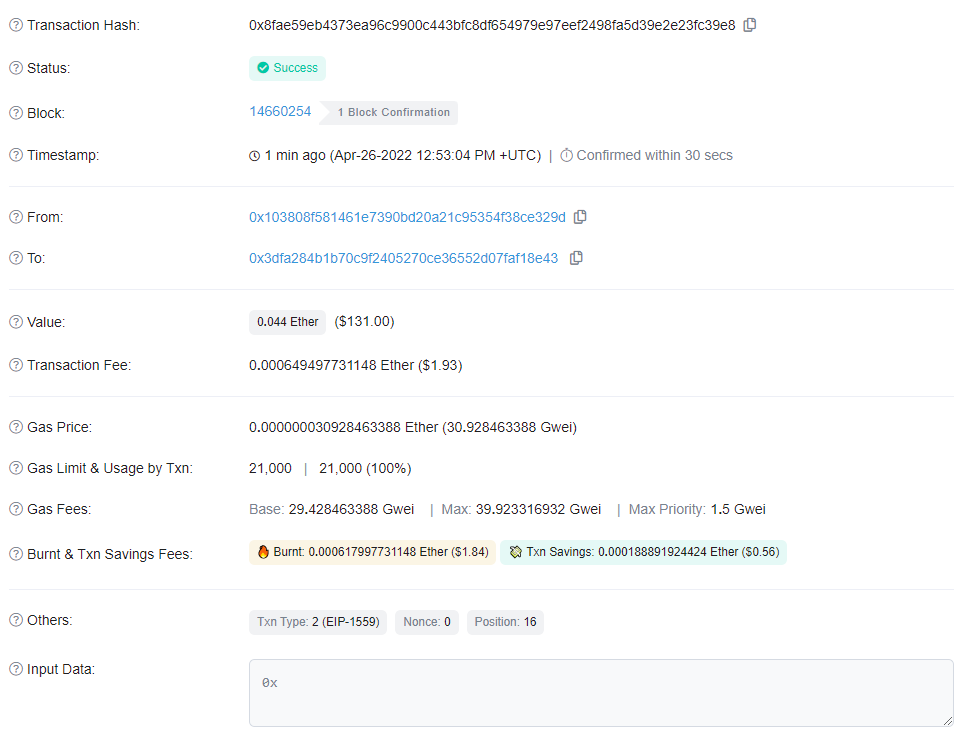 Transaction Hash: 0x8fae59eb4373ea96c9900c443bfc8df654979e97eef2498fa5d39e2e23fc39e8
Status: Success
Block: 14660254 1 Block Confirmation
Timestamp: 1 min ago (Apr-26-2022 12:53:04 PM +UTC) | Confirmed within 30 secs
From: 0x103808f581461e7390bd20a21c95354f38ce329d
To: 0x3dfa284b1b70c9f2405270ce36552d07faf18e43
Value: 0.044 Ether ($131.00)
Transaction Fee: 0.000649497731148 Ether ($1.93)
Gas Price: 0.000000030928463388 Ether (30.928463388 Gwei)
Gas Limit & Usage by Txn: 21,000 | 21,000 (100%)
Gas Fees: Base: 29.428463388 Gwei | Max: 39.923316932 Gwei | Max Priority: 1.5 Gwei
Burnt & Txn Savings Fees: Burnt: 0.000617997731148 Ether ($1.84) Txn Savings: 0.000188891924424 Ether ($0.56)
Others: Txn Type: 2 (EIP-1559) Nonce: 0 Position: 16
Input Data: 0x